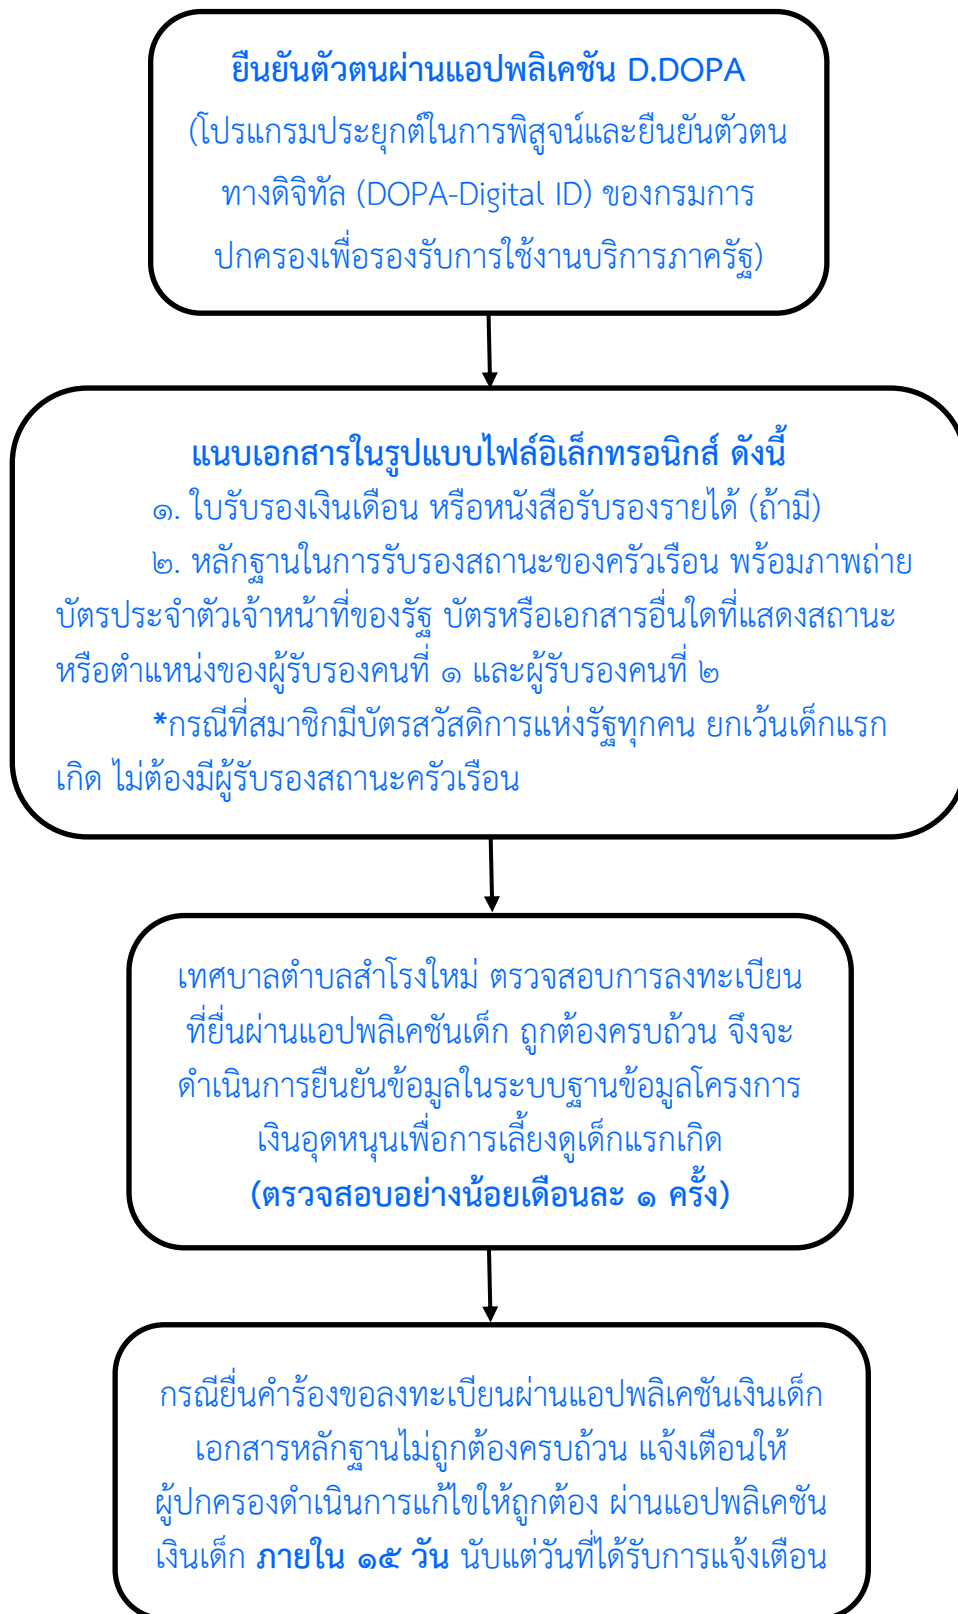 ยืนยันตัวตนผ่านแอปพลิเคชัน D.DOPA
(โปรแกรมประยุกต์ในการพิสูจน์และยืนยันตัวตน
ทางดิจิทัล (DOPA-Digital ID) ของกรมการ
ปกครองเพื่อรองรับการใช้งานบริการภาครัฐ)
แนบเอกสารในรูปแบบไฟล์อิเล็กทรอนิกส์ ดังนี้
๑. ใบรับรองเงินเดือน หรือหนังสือรับรองรายได้ (ถ้ามี)
๒. หลักฐานในการรับรองสถานะของครัวเรือน พร้อมภาพถ่าย
บัตรประจำตัวเจ้าหน้าที่ของรัฐ บัตรหรือเอกสารอื่นใดที่แสดงสถานะ
หรือตำแหน่งของผู้รับรองคนที่ ๑ และผู้รับรองคนที่ ๒
*กรณีที่สมาชิกมีบัตรสวัสดิการแห่งรัฐทุกคน ยกเว้นเด็กแรก
เกิด ไม่ต้องมีผู้รับรองสถานะครัวเรือน
เทศบาลตำบลสำโรงใหม่ ตรวจสอบการลงทะเบียน
ที่ยื่นผ่านแอปพลิเคชันเด็ก ถูกต้องครบถ้วน จึงจะ
ดำเนินการยืนยันข้อมูลในระบบฐานข้อมูลโครงการ
เงินอุดหนุนเพื่อการเลี้ยงดูเด็กแรกเกิด
(ตรวจสอบอย่างน้อยเดือนละ ๑ ครั้ง)
กรณียื่นคำร้องขอลงทะเบียนผ่านแอปพลิเคชันเงินเด็ก
เอกสารหลักฐานไม่ถูกต้องครบถ้วน แจ้งเตือนให้
ผู้ปกครองดำเนินการแก้ไขให้ถูกต้อง ผ่านแอปพลิเคชัน
เงินเด็ก ภายใน ๑๕ วัน นับแต่วันที่ได้รับการแจ้งเตือน